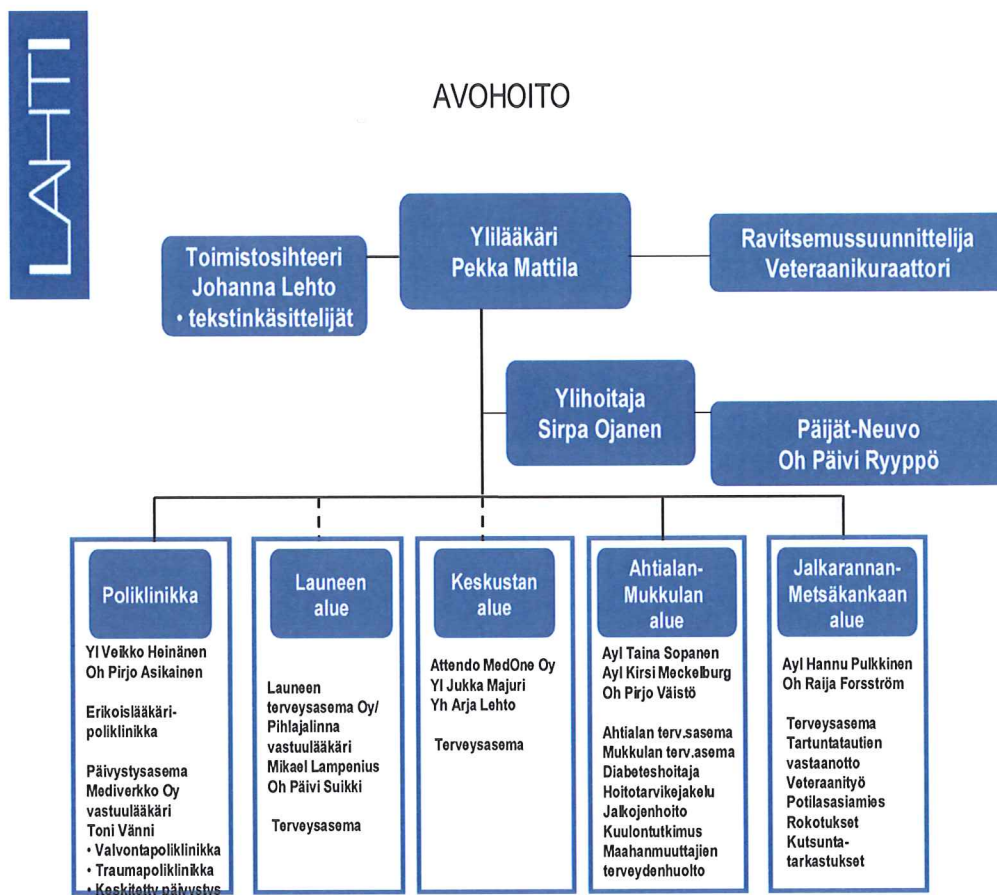 LAHTI
AVOHOITO
Ylilääkäri
Pekka Mattila
Toimistosihteeri
Johanna Lehto
• tekstinkäsittelijät
Ravitsemussuunnittelija
Veteraanikuraattori
Ylihoitaja
Sirpa Ojanen
Päijät-Neuvo
Oh Päivi Ryyppö
Poliklinikka
Yl Veikko Heinänen
Oh Pirjo Asikainen
Erikoislääkäri-
poliklinikka
Päivystysasema
Mediverkko Oy
vastuulääkäri
Toni Vänni
• Valvontapoliklinikka
• Traumapoliklinikka
• Keskitetty päivystys
Launeen
alue
Launeen
terveysasema Oy/
Pihlajalinna
vastuulääkäri
Mikael Lampenius
Oh Päivi Suikki
Terveysasema
Keskustan
alue
Attendo MedOne Oy
Yl Jukka Majuri
Yh Arja Lehto
Terveysasema
Ahtialan-
Mukkulan
alue
Ayl Taina Sopanen
Ayl Kirsi Meckelburg
Oh Pirjo Väistö
Ahtialan terv.sasema
Mukkulan terv.asema
Diabeteshoitaja
Hoitotarvikejakelu
Jalkojenhoito
Kuulontutkimus
Maahanmuuttajien
terveydenhuolto
Jalkarannan-
Metsäkankaan
alue
Ayl Hannu Pulkkinen
Oh Raija Forsström
Terveysasema
Tartuntatautien
vastaanotto
Veteraanityö
Potilasasiamies
Rokotukset
Kutsunta-
tarkastukset